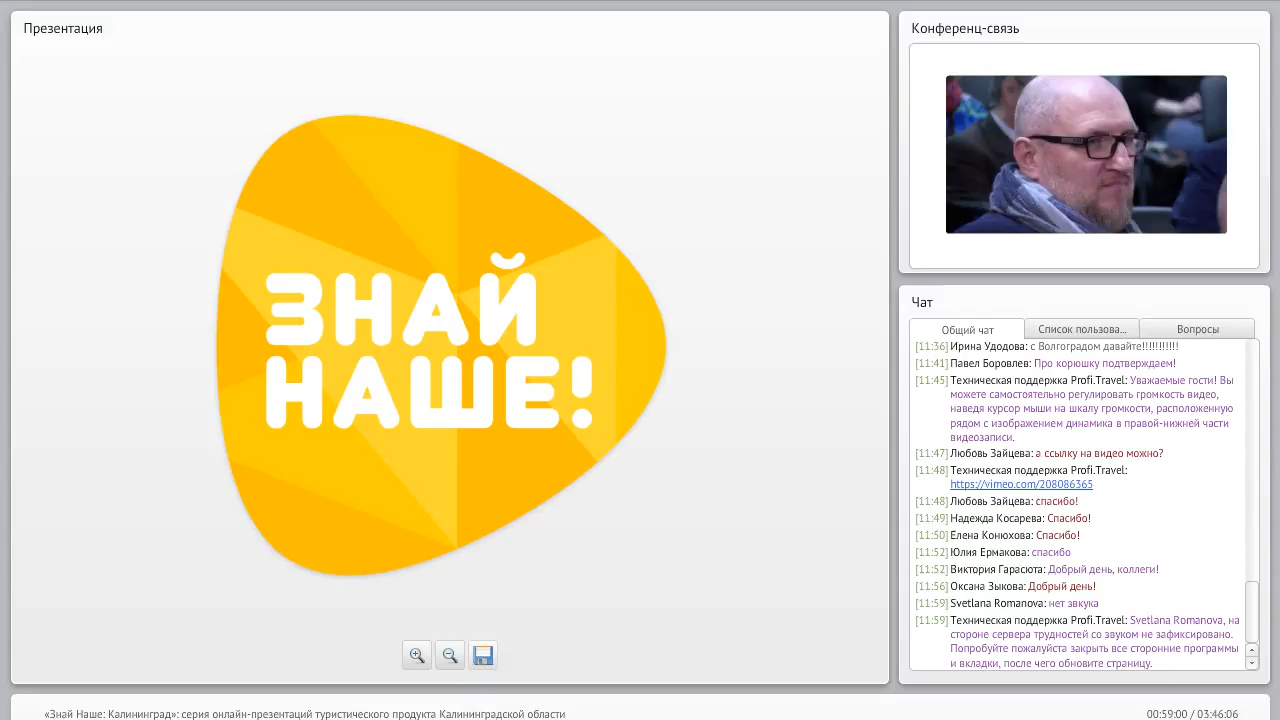 Презентация
ЗНАЙ
НАШЕ!
Конференц-связь
Чат
Общий чат
Список пользова...
Вопросы
[11:36] Ирина Удодова: с Волгоградом давайте!!!!!!!!!!!
[11:41] Павел Боровлев: Про корюшку подтверждаем!
[11:45] Техническая поддержка Profi.Travel: Уважаемые гости! Вы
можете самостоятельно регулировать громкость видео,
наведя курсор мыши на шкалу громкости, расположенную
рядом с изображением динамика в правой-нижней части
видеозаписи.
[11:47] Любовь Зайцева: а ссылку на видео можно?
[11:48] Техническая поддержка Profi.Travel:
https://vimeo.com/208086365
[11:48] Любовь Зайцева: спасибо!
[11:49] Надежда Косарева: Спасибо!
[11:50] Елена Конюхова: Спасибо!
[11:52] Юлия Ермакова: спасибо
[11:52] Виктория Гарасюта: Добрый день, коллеги!
[11:56] Оксана Зыкова: Добрый день!
[11:59] Svetlana Romanova: нет звкука
[11:59] Техническая поддержка Profi.Travel: Svetlana Romanova, на
стороне сервера трудностей со звуком не зафиксировано.
Попробуйте пожалуйста закрыть все сторонние программы
и вкладки, после чего обновите страницу.
«Знай Наше: Калининград»: серия онлайн-презентаций туристического продукта Калининградской области
00:59:00 / 03:46:06